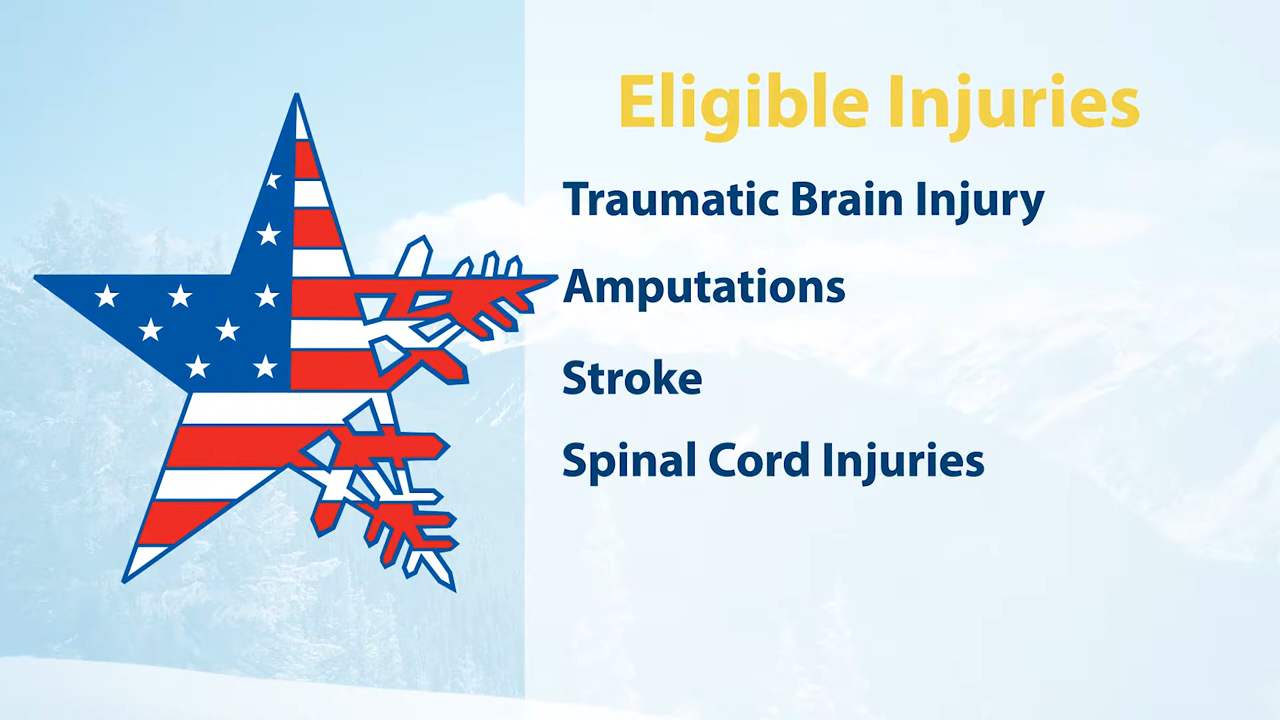 Eligible Injuries
Traumatic Brain Injury
Amputations
Stroke
Spinal Cord Injuries